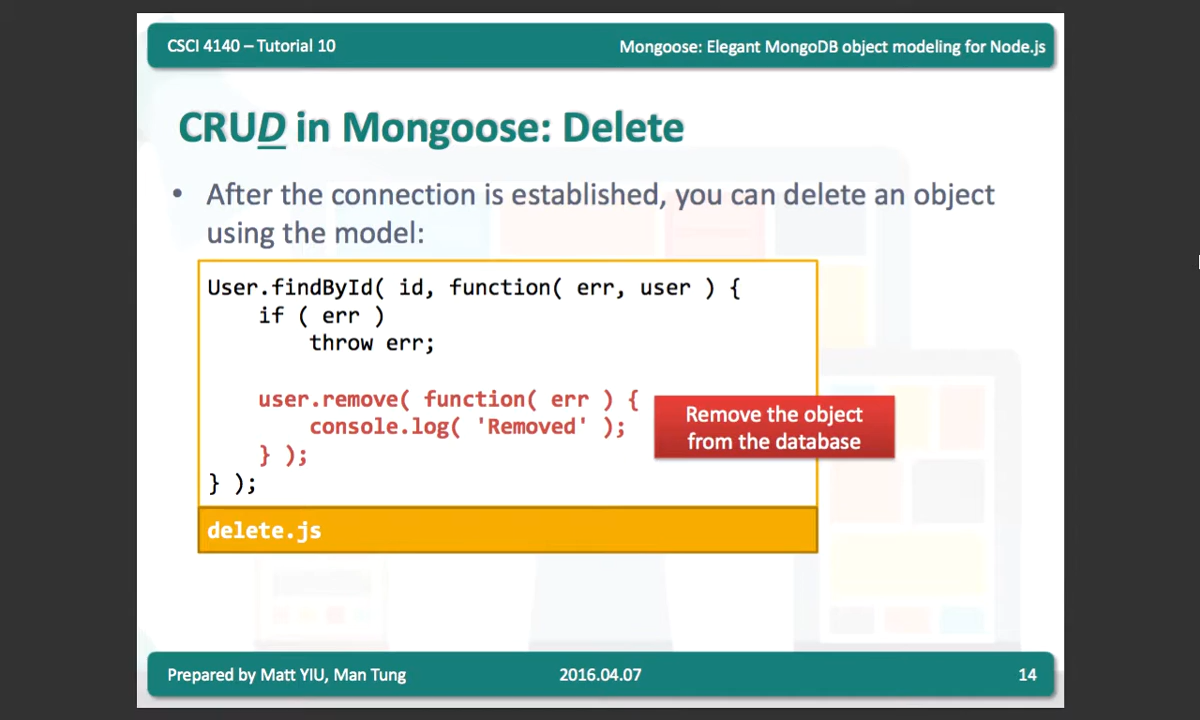 CSCI 4140 – Tutorial 10
Mongoose: Elegant MongoDB object modeling for Node.js
CRUD in Mongoose: Delete
• After the connection is established, you can delete an object
using the model:
User.findById( id, function( err, user ) {
    if ( err )
        throw err;
    user.remove( function( err ) {
        console.log( 'Removed' );
    } );
} );
Remove the object
from the database
delete.js
Prepared by Matt YIU, Man Tung
2016.04.07
14